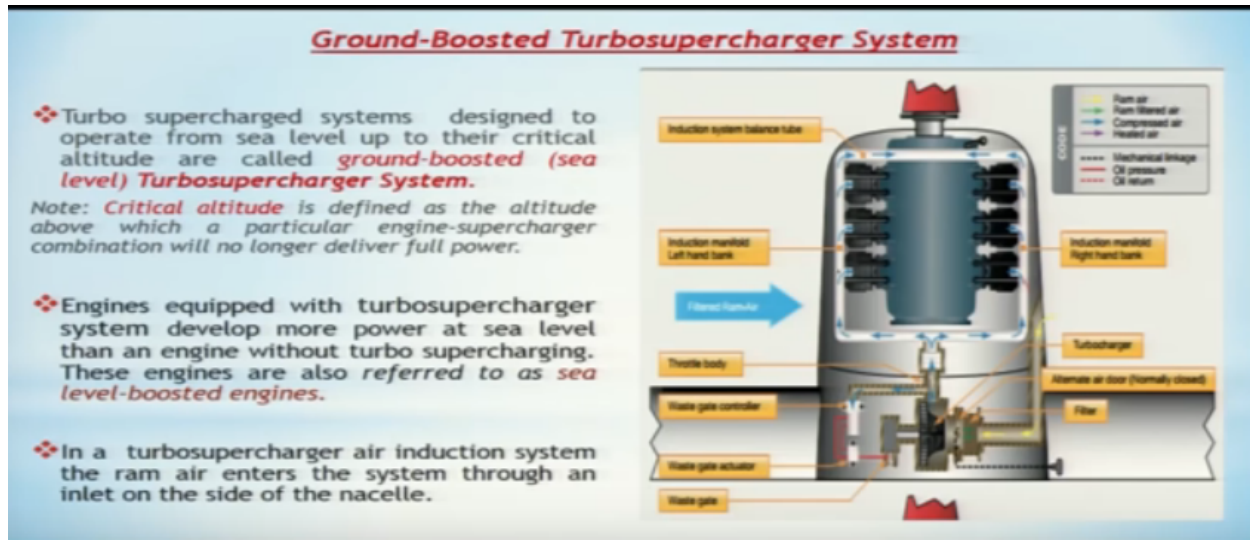 Ground-Boosted Turbosupercharger System
❖Turbo supercharged systems designed to
operate from sea level up to their critical
altitude are called ground-boosted (sea
level) Turbosupercharger System.
Note: Critical altitude is defined as the altitude
above which a particular engine-supercharger
combination will no longer deliver full power.
❖Engines equipped with turbosupercharger
system develop more power at sea level
than an engine without turbo supercharging.
These engines are also referred to as sea
level-boosted engines.
❖In a turbosupercharger air induction system
the ram air enters the system through an
inlet on the side of the nacelle.
Induction system balance tube
Induction manifold
Left hand bank
Filtered Ram-Air
Throttle body
Waste gate controller
Waste gate actuator
Waste gate
CODE
Ram air
Ram filtered air
Compressed air
Heated air
Mechanical linkage
Oil pressure
Oil return
Induction manifold
Right hand bank
Turbocharger
Alternate air door (Normally closed)
Filter